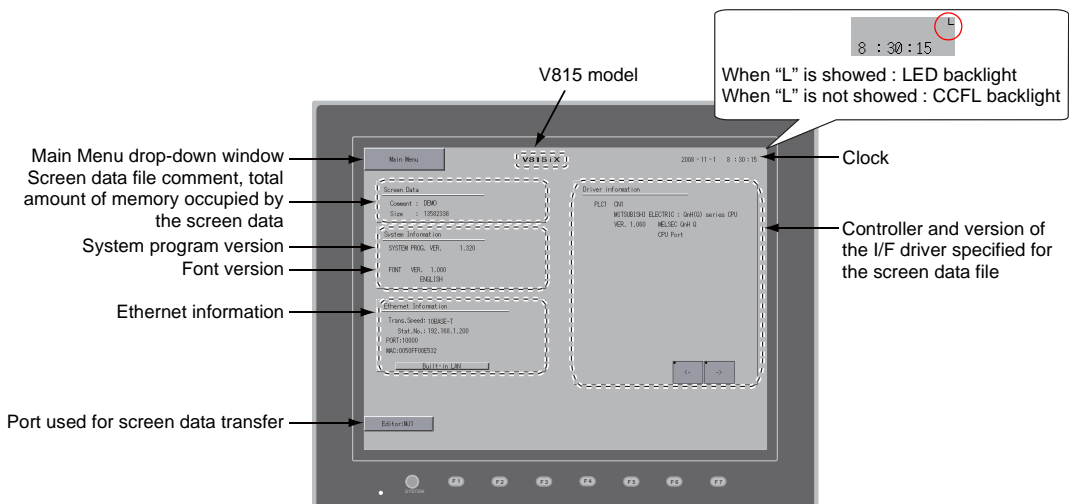 8 : 30 : 15
L
When “L” is showed : LED backlight
When “L” is not showed : CCFL backlight
V815 model
Main Menu drop-down window
Screen data file comment, total
amount of memory occupied by
the screen data
System program version
Font version
Ethernet information
Port used for screen data transfer
Clock
Controller and version of
the I/F driver specified for
the screen data file
Main Menu
V815iX
2008 - 11 - 1 8 : 30 : 15
Screen Data
Comment : DEMO
Size : 13582336
System Information
SYSTEM PROG. VER. 1.320
FONT VER. 1.000
ENGLISH
Ethernet Information
Trans.Speed: 10BASE-T
Stat.No.: 192.168.1.200
PORT:10000
MAC:0050FF00E532
Built-in LAN
Driver information
PLC1 CN1
MITSUBISHI ELECTRIC : QnH(Q) series CPU
VER. 1.060 MELSEC QnH Q
CPU Port
<- ->
Editor:MJ1
SYSTEM
F1 F2 F3 F4 F5 F6 F7